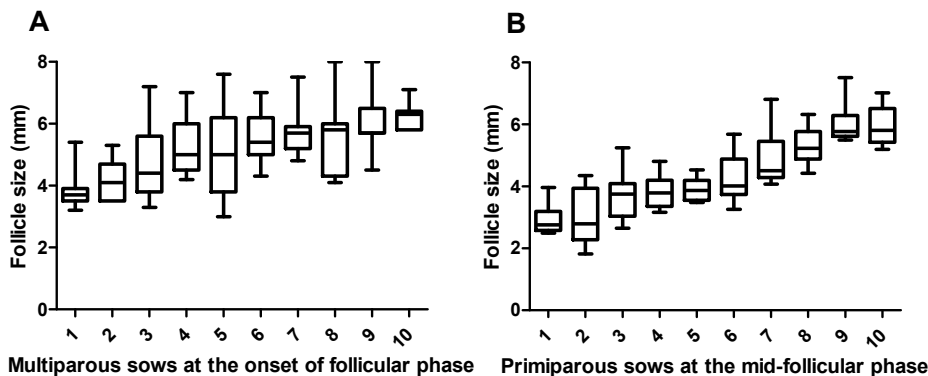 A
B
Follicle size (mm)
8
6
4
2
0
1 2 3 4 5 6 7 8 9 10
Multiparous sows at the onset of follicular phase
Follicle size (mm)
8
6
4
2
0
1 2 3 4 5 6 7 8 9 10
Primiparous sows at the mid-follicular phase